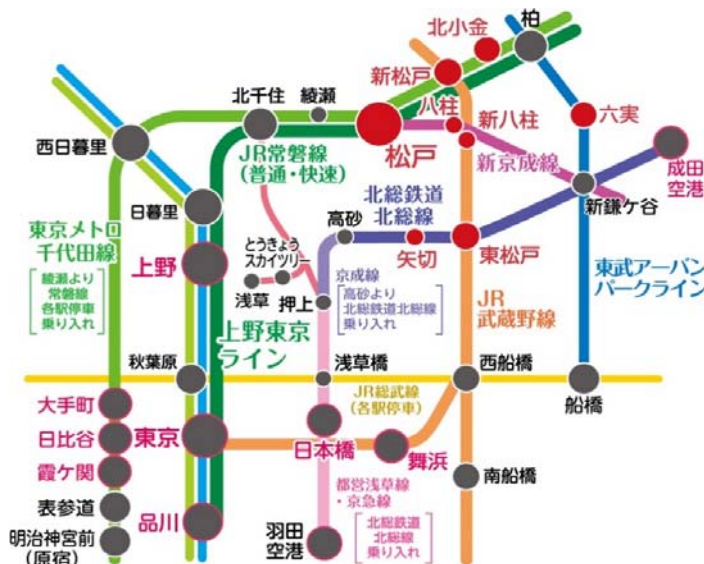 柏
北小金
新松戸
北千住
綾瀬
八柱
新八柱
六実
松戸
西日暮里
JR常磐線
(普通・快速)
新京成線
成田
空港
日暮里
北総鉄道
北総線
高砂
新鎌ケ谷
東京メトロ
千代田線
とうきょう
スカイツリー
上野
矢切
東松戸
綾瀬より
常磐線
各駅停車
乗り入れ
浅草
押上
京成線
高砂より
北総鉄道北総線
乗り入れ
東武アーバン
パークライン
JR
武蔵野線
上野東京
ライン
秋葉原
浅草橋
西船橋
JR総武線
(各駅停車)
船橋
大手町
日比谷
東京
日本橋
舞浜
霞ケ関
南船橋
表参道
品川
都営浅草線
・京急線
羽田
空港
北総鉄道
北総線
乗り入れ
明治神宮前
(原宿)